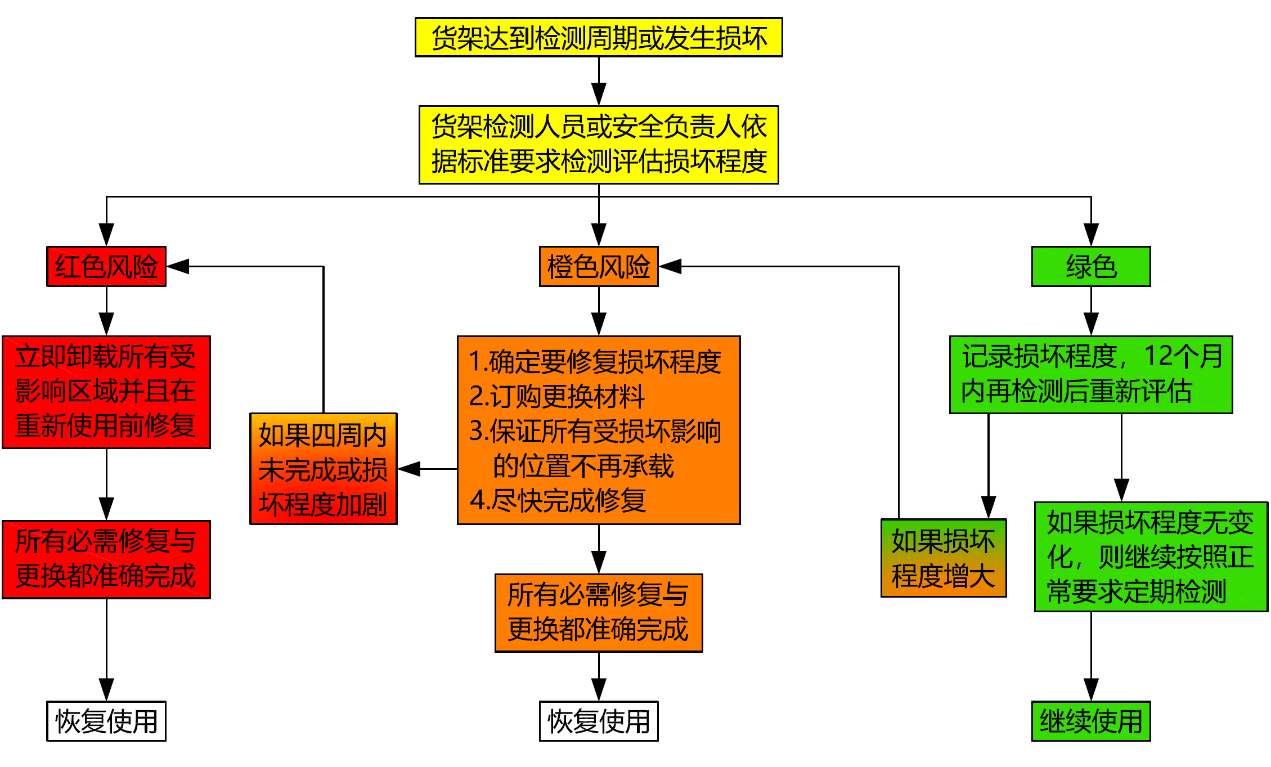 货架达到检测周期或发生损坏
货架检测人员或安全负责人依
据标准要求检测评估损坏程度
红色风险
橙色风险
绿色
立即卸载所有受
影响区域并且在
重新使用前修复
如果四周内
未完成或损
坏程度加剧
1.确定要修复损坏程度
2.订购更换材料
3.保证所有受损坏影响
的位置不再承载
4.尽快完成修复
记录损坏程度，12个月
内再检测后重新评估
如果损坏
程度增大
如果损坏程度无变
化，则继续按照正
常要求定期检测
所有必需修复与
更换都准确完成
所有必需修复与
更换都准确完成
恢复使用
恢复使用
继续使用